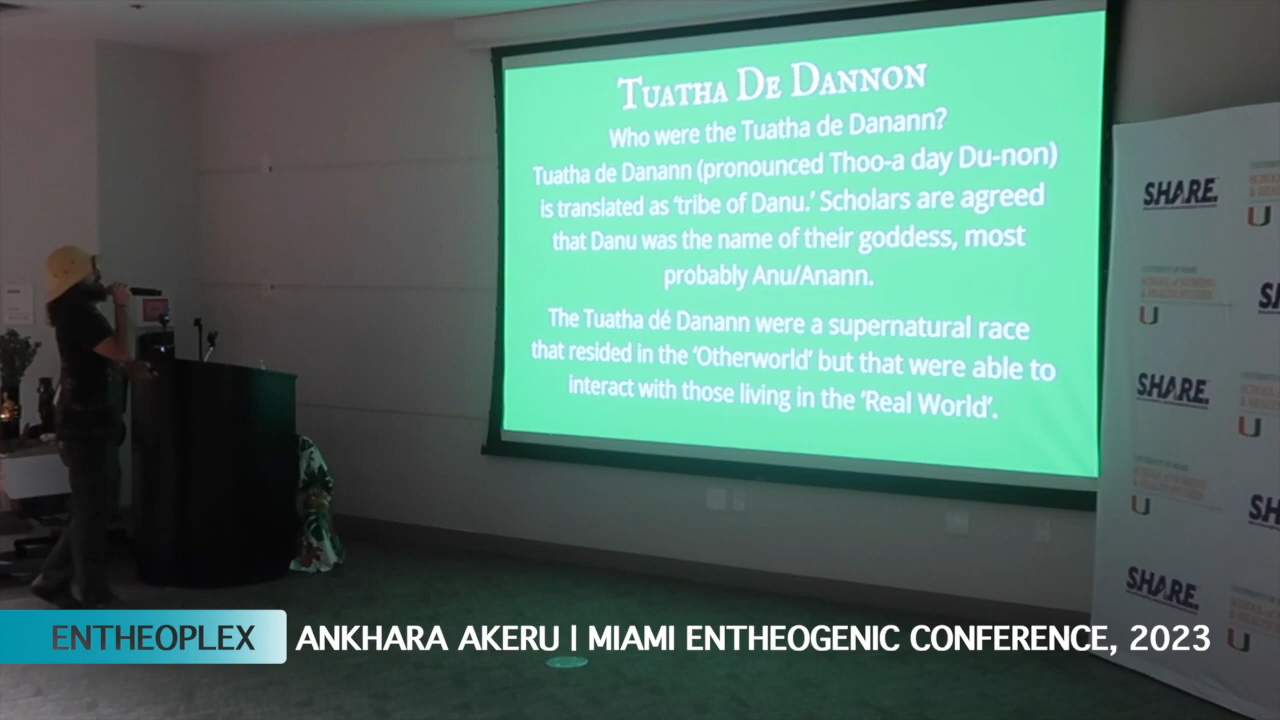 TUATHA DE DANNON
Who were the Tuatha de Danann?
Tuatha de Danann (pronounced Thoo-a day Du-non)
is translated as ‘tribe of Danu.’ Scholars are agreed
that Danu was the name of their goddess, most
probably Anu/Anann.
The Tuatha dé Danann were a supernatural race
that resided in the ‘Otherworld’ but that were able to
interact with those living in the ‘Real World’.
SHARE
U
U
SHARE
U
U
SHARE
U
ENTHEOPLEX
ANKHARA AKERU | MIAMI ENTHEOGENIC CONFERENCE, 2023